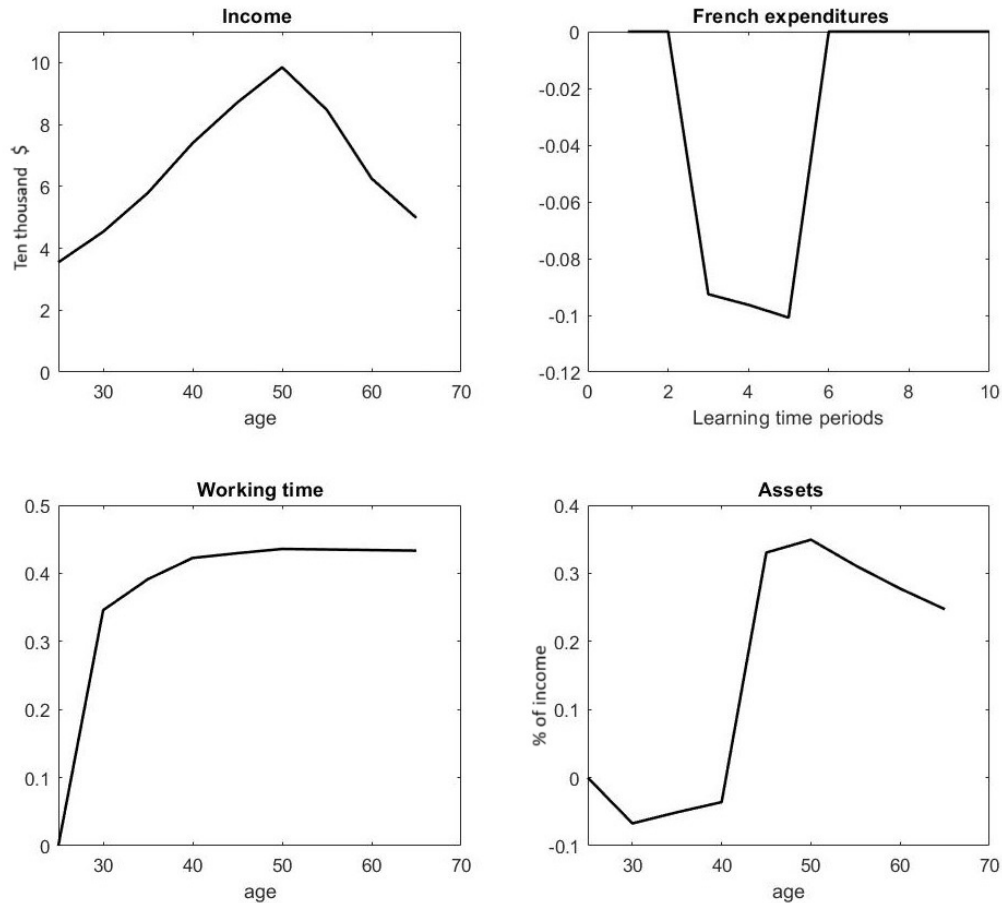 Income
10
8
6
4
2
0
Ten thousand $
30 40 50 60 70
age
French expenditures
0
-0.02
-0.04
-0.06
-0.08
-0.1
-0.12
0 2 4 6 8 10
Learning time periods
Working time
0.5
0.4
0.3
0.2
0.1
0
30 40 50 60 70
age
Assets
0.4
0.3
0.2
0.1
0
-0.1
% of income
30 40 50 60 70
age